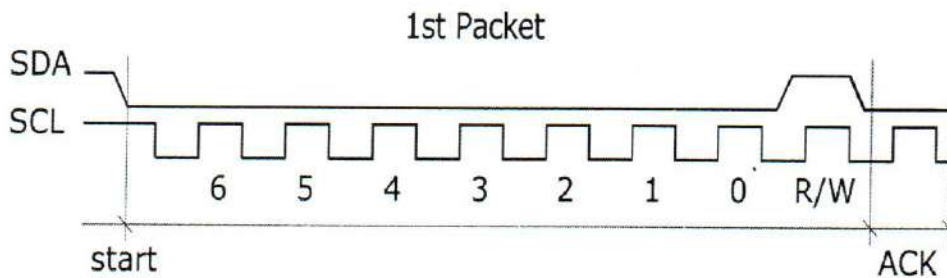 1st Packet
SDA
SCL
6 5 4 3 2 1 0 R/W
start ACK